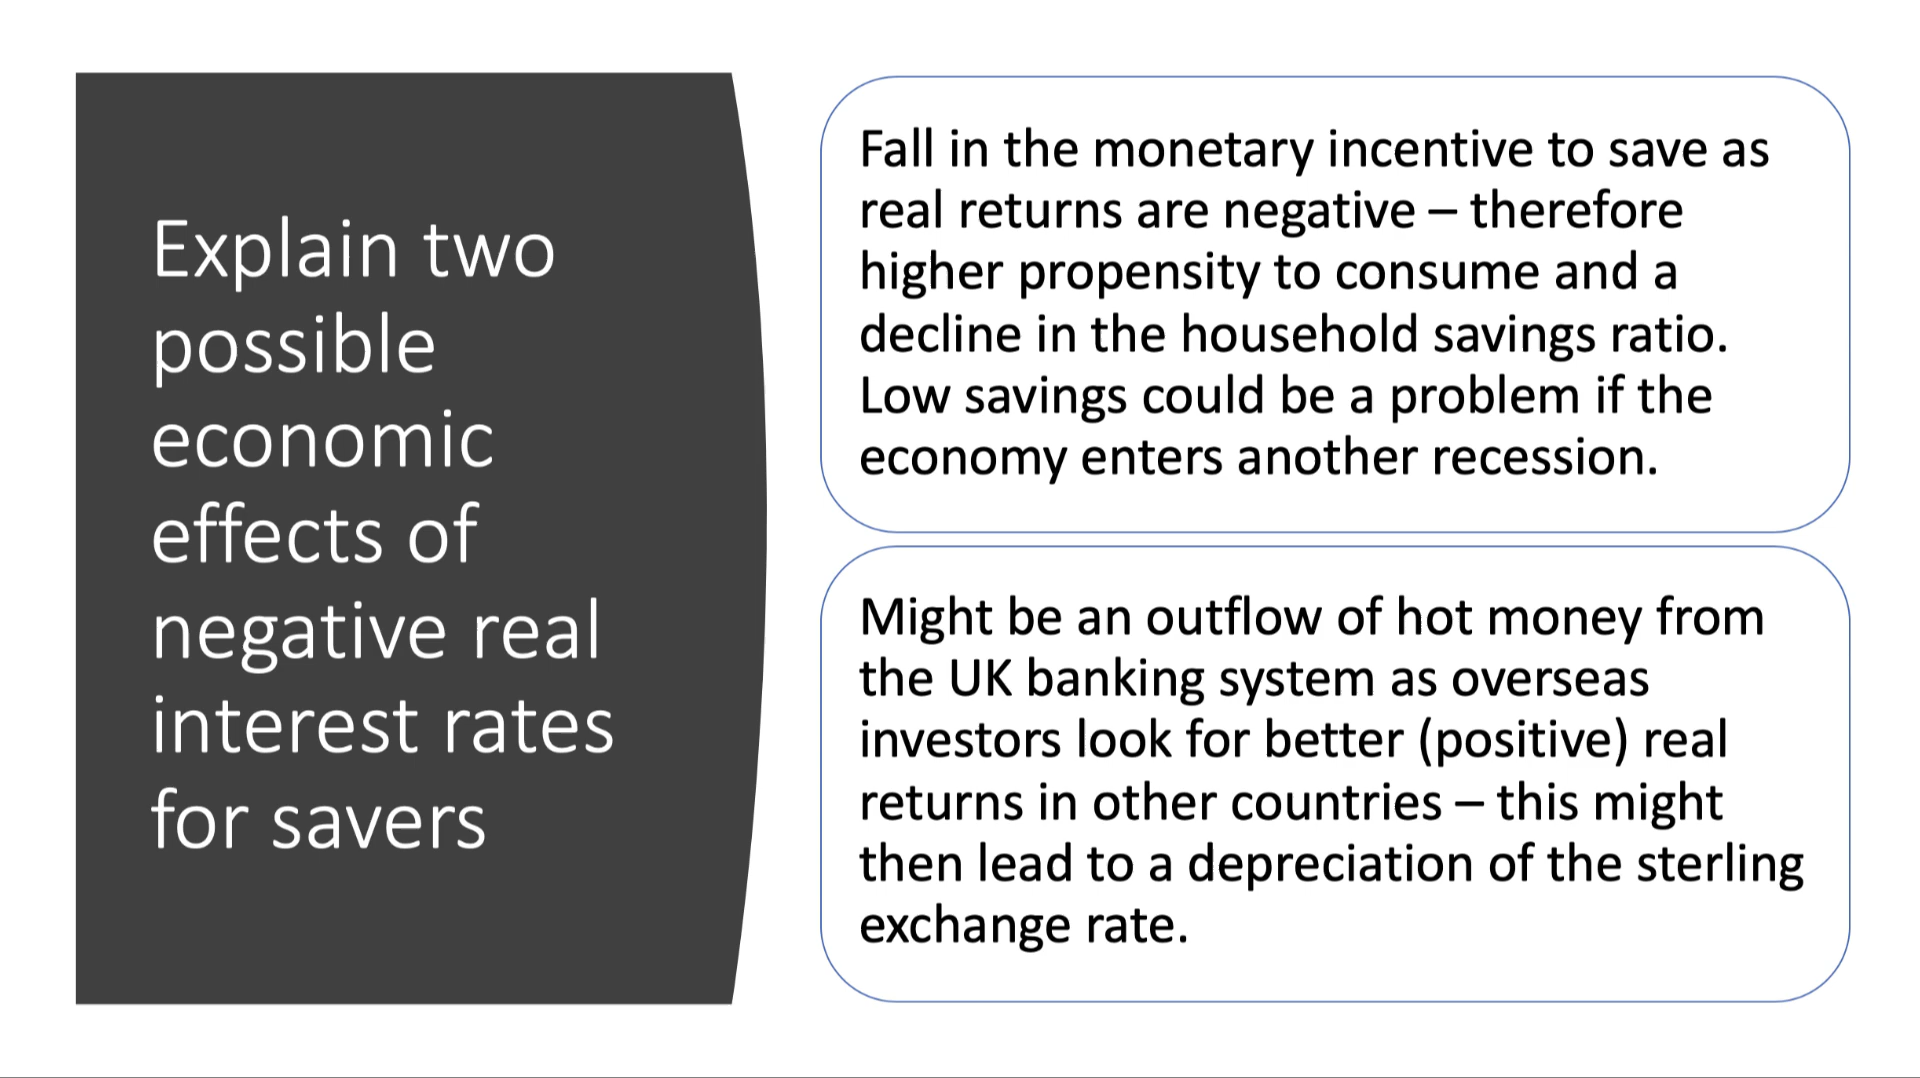 Explain two
possible
economic
effects of
negative real
interest rates
for savers
Fall in the monetary incentive to save as
real returns are negative – therefore
higher propensity to consume and a
decline in the household savings ratio.
Low savings could be a problem if the
economy enters another recession.
Might be an outflow of hot money from
the UK banking system as overseas
investors look for better (positive) real
returns in other countries – this might
then lead to a depreciation of the sterling
exchange rate.